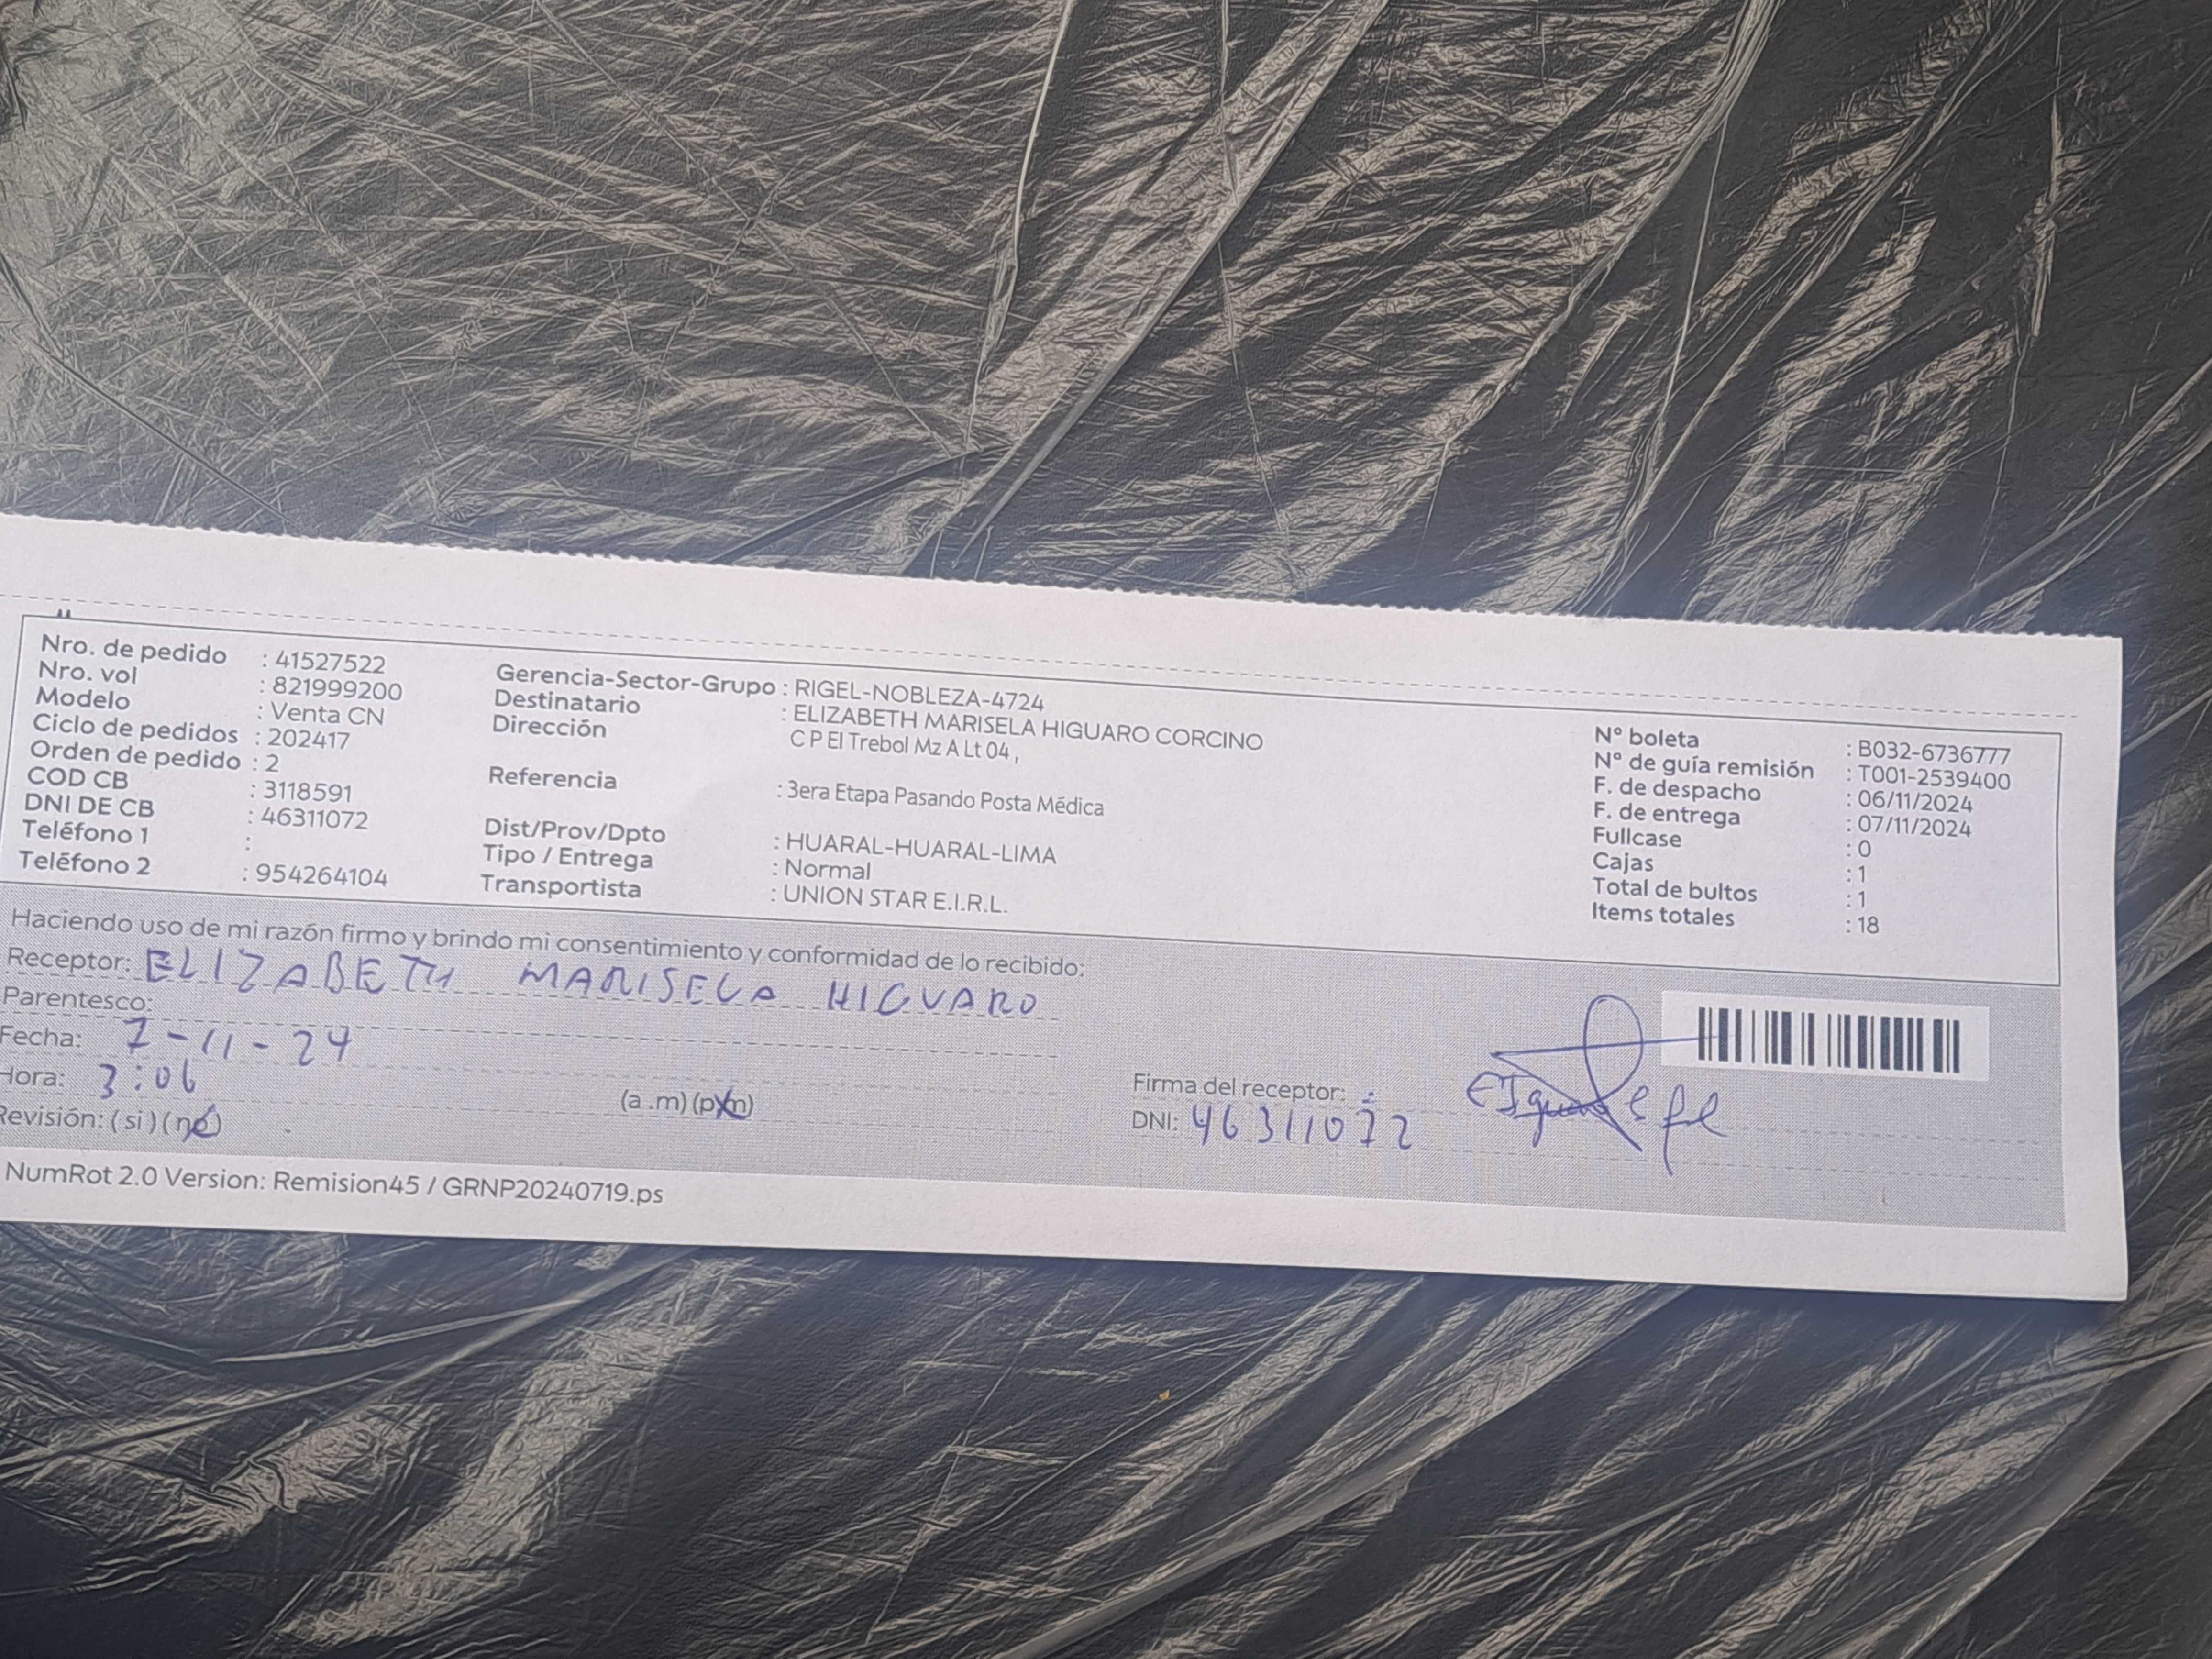 Nro. de pedido : 41527522
Nro. vol : 821999200
Modelo : Venta CN
Ciclo de pedidos : 202417
Orden de pedido : 2
COD CB : 3118591
DNI DE CB : 46311072
Teléfono 1 :
Teléfono 2 : 954264104
Gerencia-Sector-Grupo : RIGEL-NOBLEZA-4724
Destinatario : ELIZABETH MARISELA HIGUARO CORCINO
Dirección C P El Trebol Mz A Lt 04 ,
Referencia : 3era Etapa Pasando Posta Médica
Dist/Prov/Dpto : HUARAL-HUARAL-LIMA
Tipo / Entrega : Normal
Transportista : UNION STAR E.I.R.L.
N° boleta : B032-6736777
N° de guía remisión : T001-2539400
F. de despacho : 06/11/2024
F. de entrega : 07/11/2024
Fullcase : 0
Cajas : 1
Total de bultos : 1
Items totales : 18
Haciendo uso de mi razón firmo y brindo mi consentimiento y conformidad de lo recibido:
Receptor: ELIZABETH MARISELA HIGUARO
Parentesco:
Fecha: 7-11-24
Hora: 3:06 (a .m) (p.m)
Revisión: ( si ) ( no )
Firma del receptor:
DNI: 46311072
NumRot 2.0 Version: Remision45 / GRNP20240719.ps